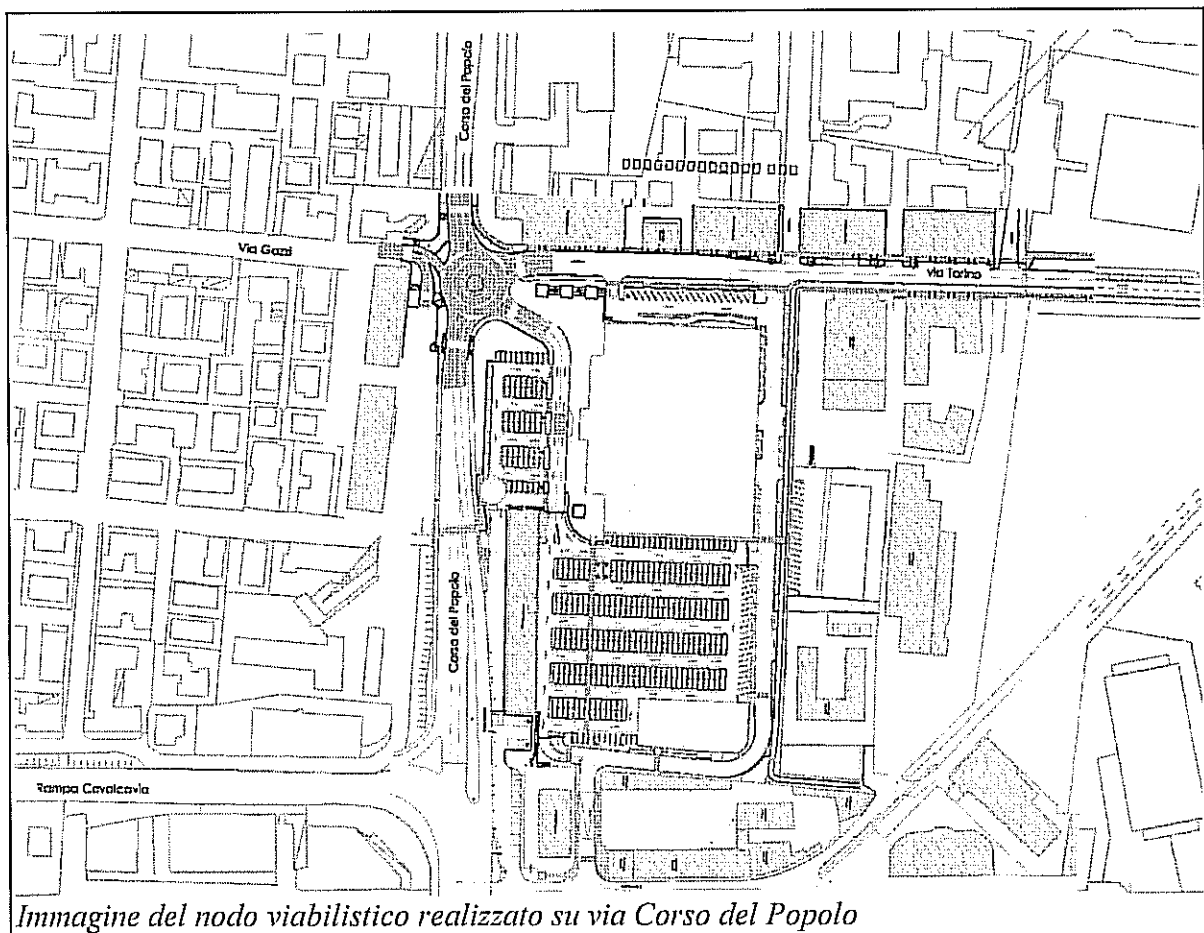 Corso del Popolo
Via Gozzi
Via Torino
Corso del Popolo
Rampa Cavalcavia
Immagine del nodo viabilistico realizzato su via Corso del Popolo